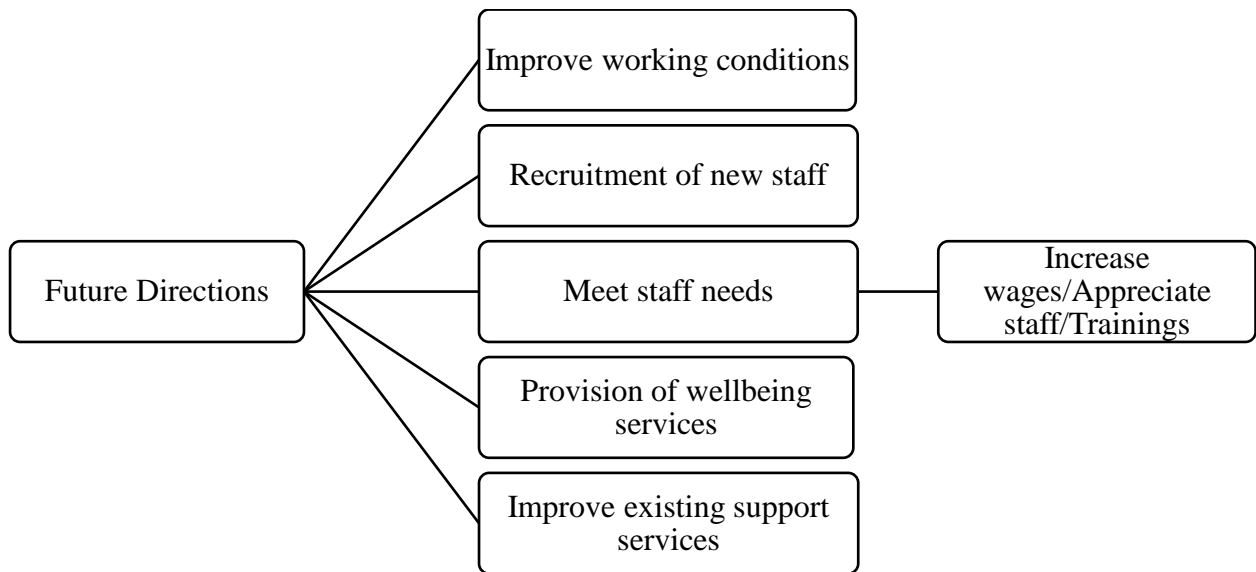 Improve working conditions
Recruitment of new staff
Future Directions
Meet staff needs
Increase
wages/Appreciate
staff/Trainings
Provision of wellbeing
services
Improve existing support
services